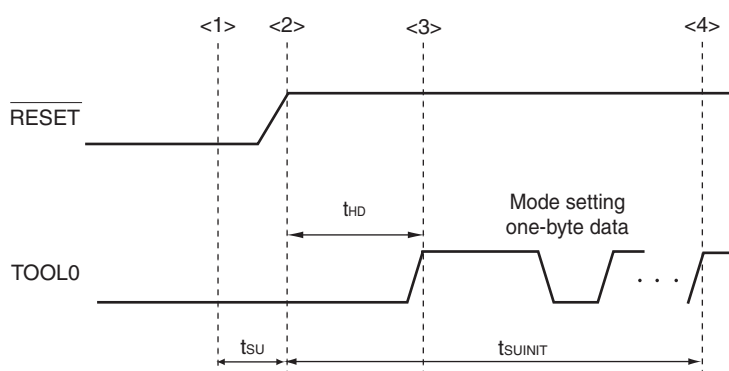 <1> <2> <3> <4>
RESET
tHD
Mode setting
one-byte data
TOOL0
. . .
tSU tSUINIT